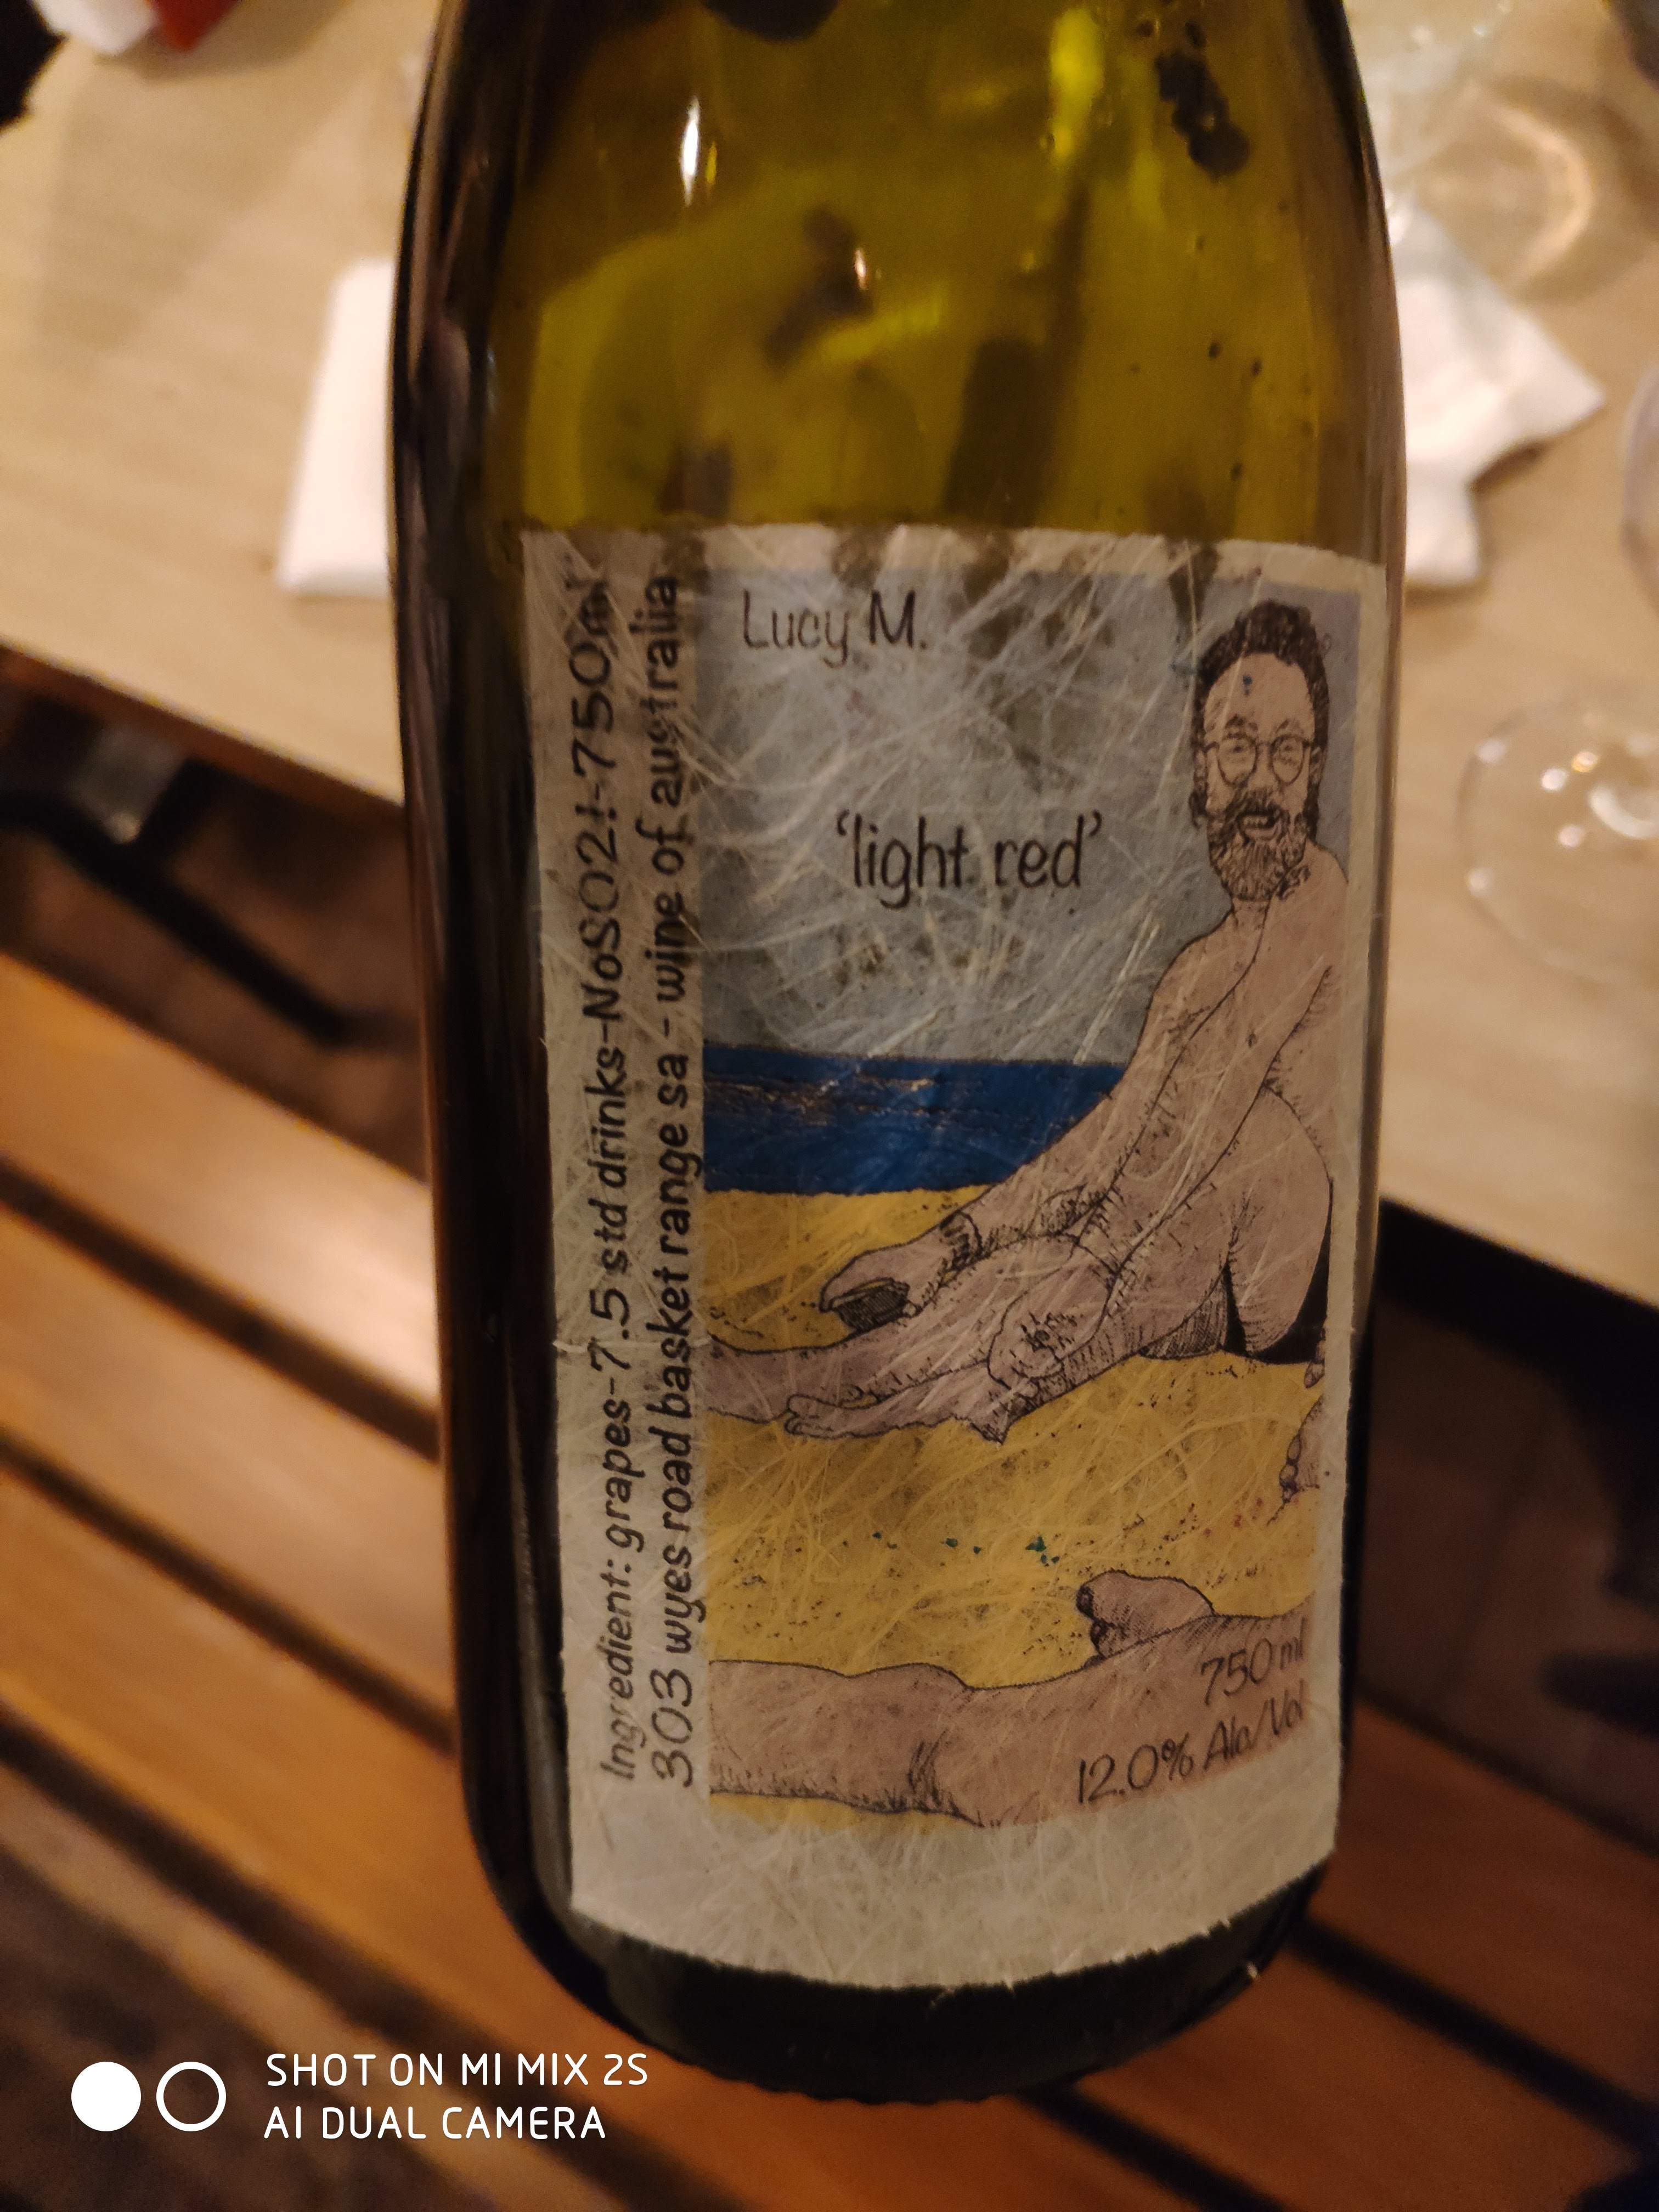 Lucy M.
'light red'
Ingredient: grapes-7.5 std drinks-NoSO2!-750ml
303 wyes road basket range sa - wine of australia
750 ml
12.0% Alc/Vol
SHOT ON MI MIX 2S
AI DUAL CAMERA